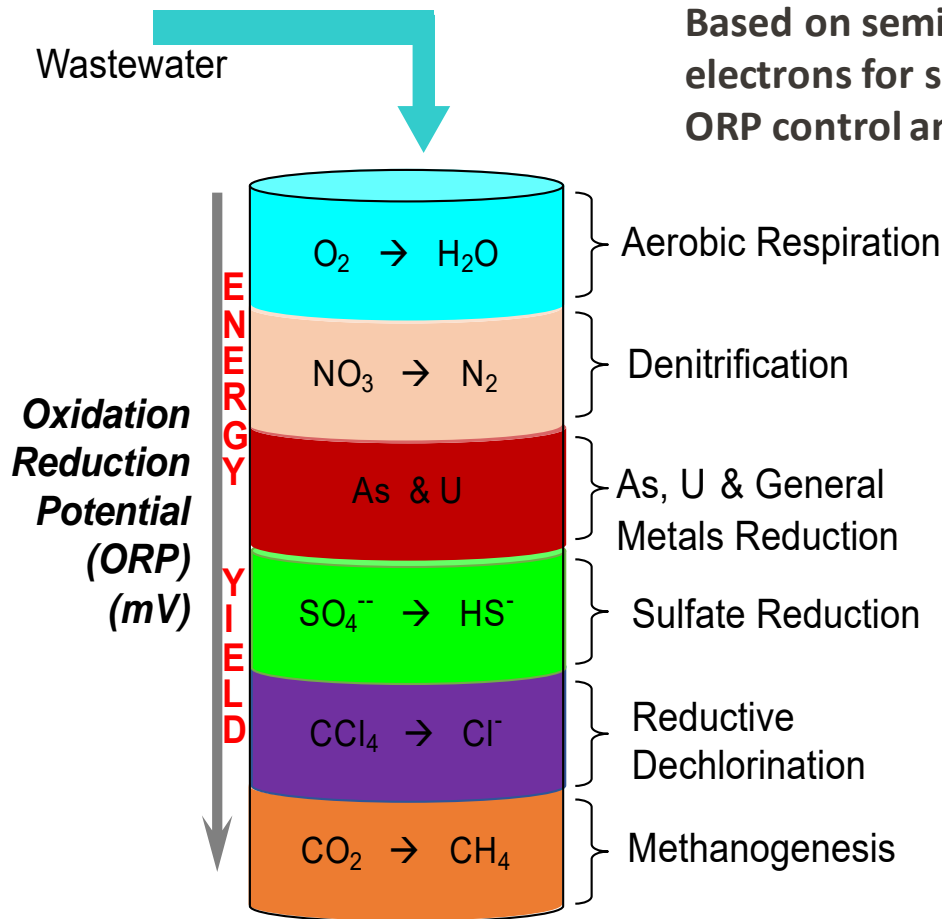 Wastewater
Based on semi
electrons for s
ORP control an
O₂ → H₂O
Aerobic Respiration
NO₃ → N₂
Denitrification
As & U
As, U & General
Metals Reduction
SO₄⁻⁻ → HS⁻
Sulfate Reduction
CCl₄ → Cl⁻
Reductive
Dechlorination
CO₂ → CH₄
Methanogenesis
ENERGY
YIELD
Oxidation
Reduction
Potential
(ORP)
(mV)